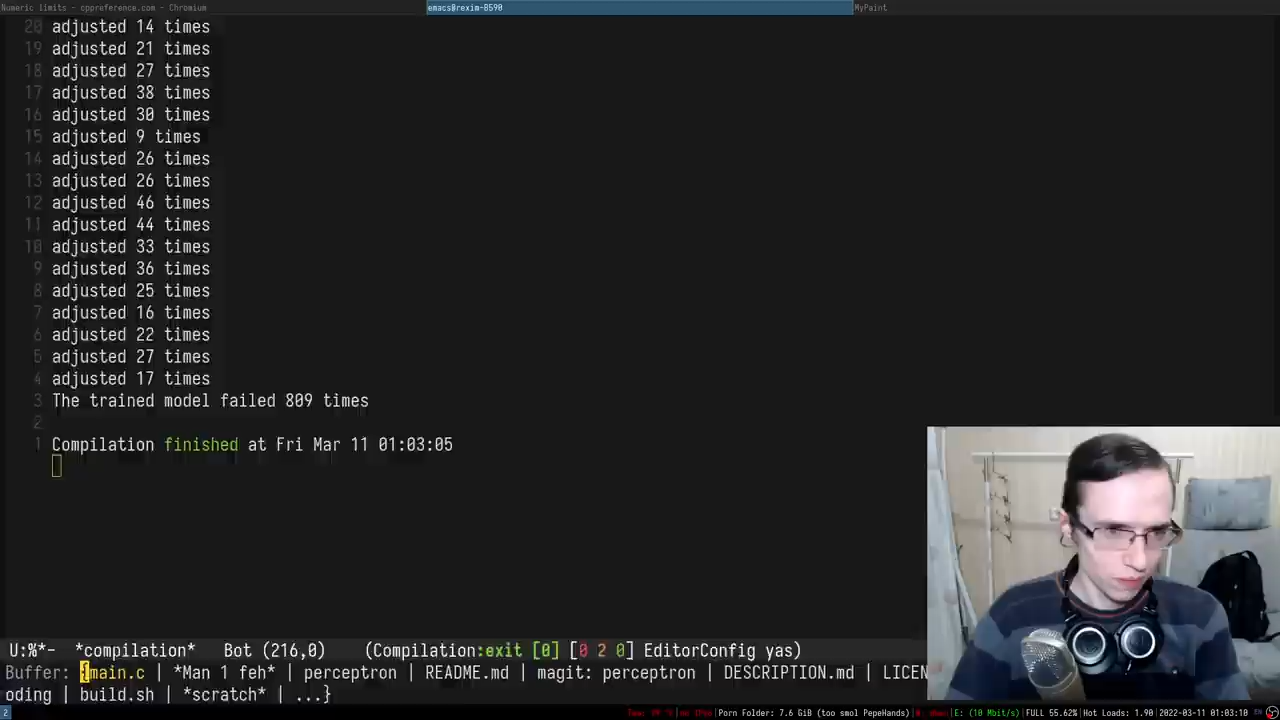 Numeric limits - cppreference.com - Chromium
emacs@rexim-B590
MyPaint
20 adjusted 14 times
19 adjusted 21 times
18 adjusted 27 times
17 adjusted 38 times
16 adjusted 30 times
15 adjusted 9 times
14 adjusted 26 times
13 adjusted 26 times
12 adjusted 46 times
11 adjusted 44 times
10 adjusted 33 times
9 adjusted 36 times
8 adjusted 25 times
7 adjusted 16 times
6 adjusted 22 times
5 adjusted 27 times
4 adjusted 17 times
3 The trained model failed 809 times
2
1 Compilation finished at Fri Mar 11 01:03:05
U:%*- *compilation* Bot (216,0) (Compilation:exit [0] [0 2 0] EditorConfig yas)
Buffer: {main.c | *Man 1 feh* | perceptron | README.md | magit: perceptron | DESCRIPTION.md | LICEN
oding | build.sh | *scratch* | ...}
2
Porn Folder: 7.6 GiB (too smol PepeHands)
E: (10 Mbit/s)
FULL 55.62%
Hot Loads: 1.90
2022-03-11 01:03:10
EN